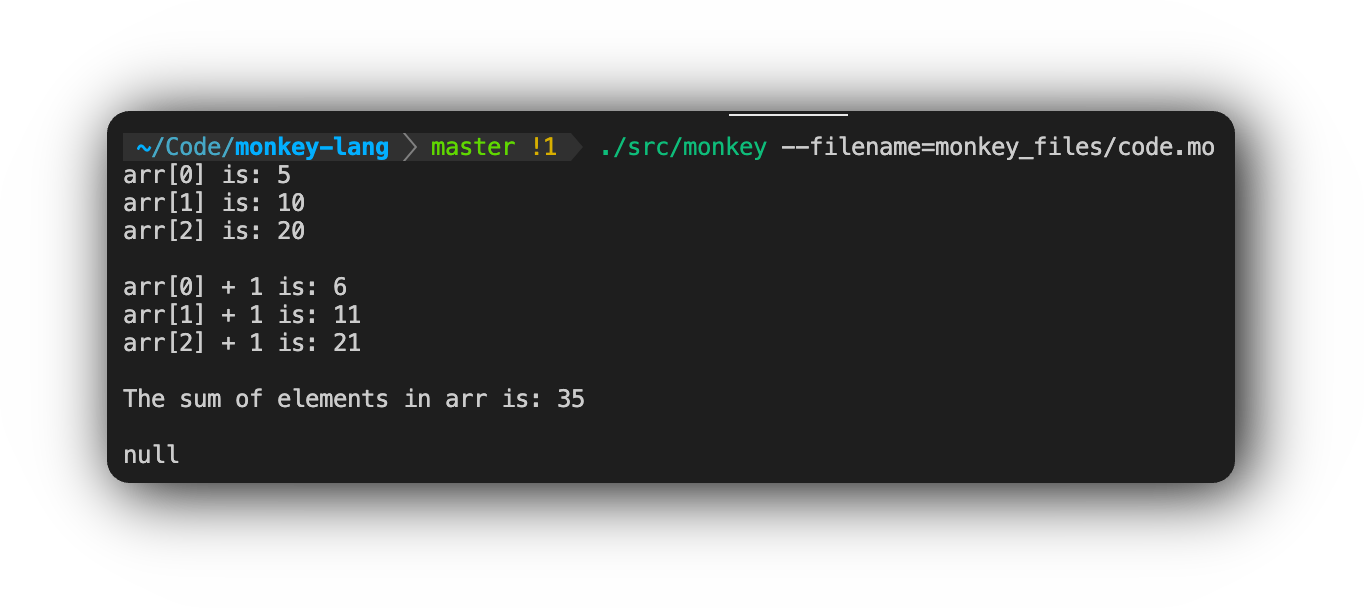 ~/Code/monkey-lang master !1 ./src/monkey --filename=monkey_files/code.mo
arr[0] is: 5
arr[1] is: 10
arr[2] is: 20
arr[0] + 1 is: 6
arr[1] + 1 is: 11
arr[2] + 1 is: 21
The sum of elements in arr is: 35
null